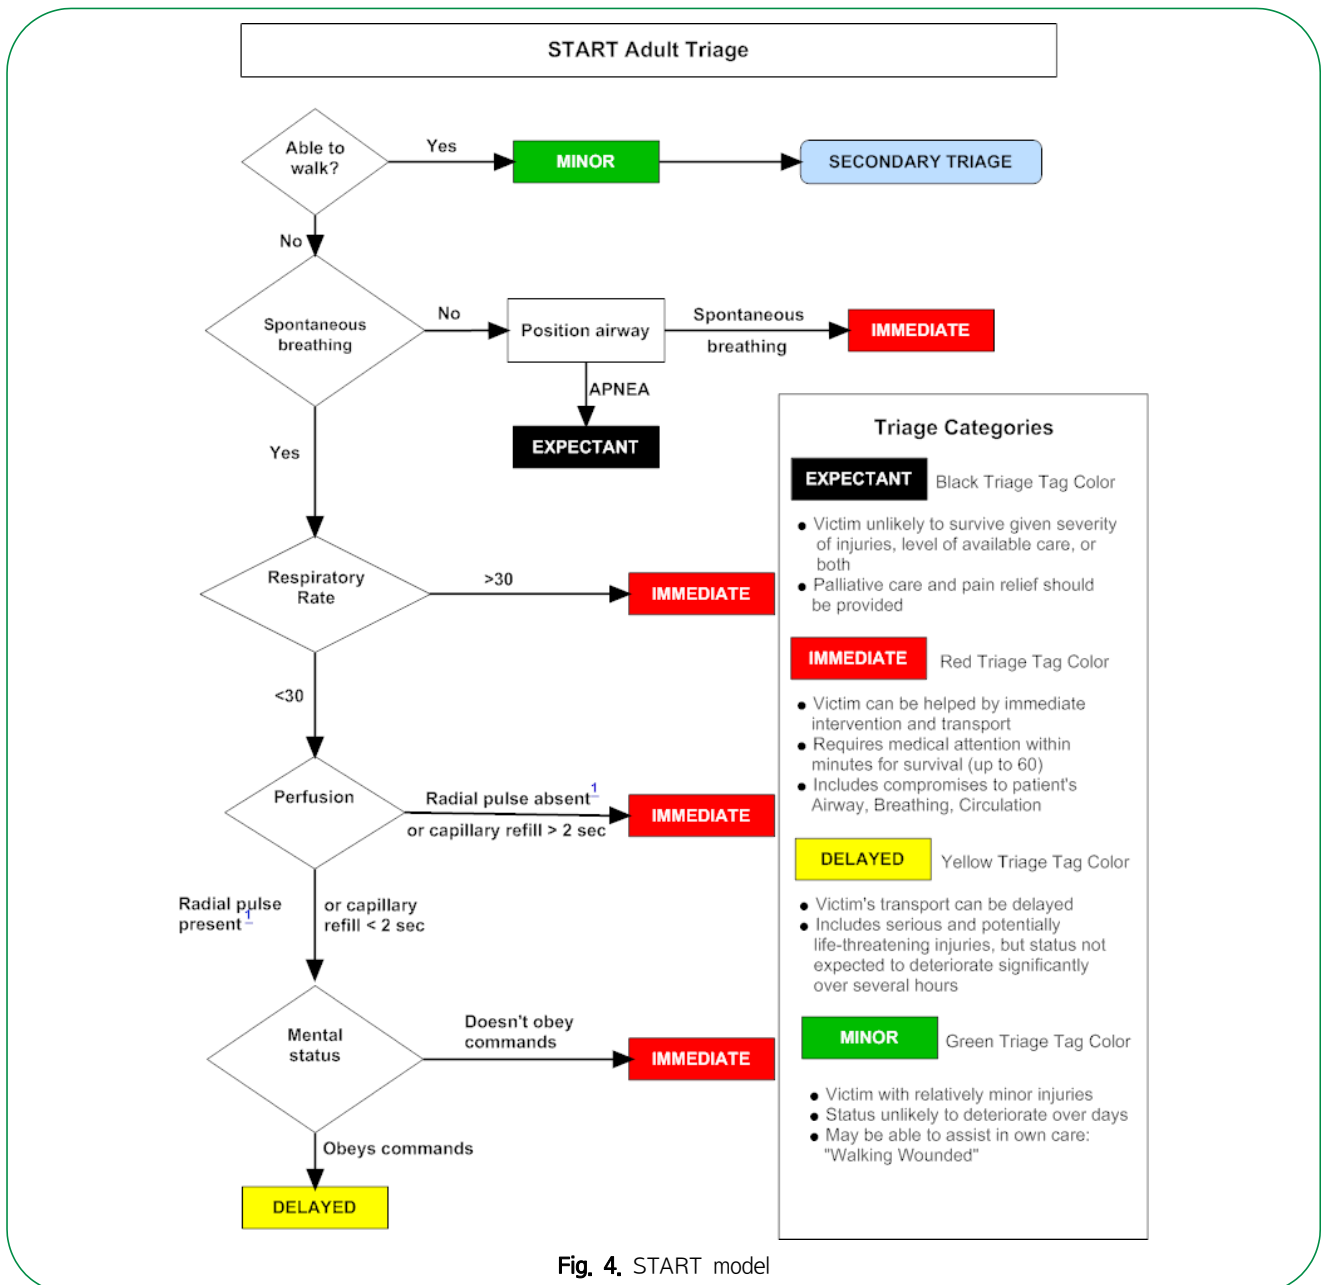 START Adult Triage
Able to
walk?
Yes
MINOR
SECONDARY TRIAGE
No
Spontaneous
breathing
No
Position airway
Spontaneous
breathing
IMMEDIATE
APNEA
EXPECTANT
Yes
Respiratory
Rate
>30
IMMEDIATE
<30
Perfusion
Radial pulse absent1
or capillary refill > 2 sec
IMMEDIATE
Radial pulse
present1
or capillary
refill < 2 sec
Mental
status
Doesn't obey
commands
IMMEDIATE
Obeys commands
DELAYED
Triage Categories
EXPECTANT Black Triage Tag Color
● Victim unlikely to survive given severity
of injuries, level of available care, or
both
● Palliative care and pain relief should
be provided
IMMEDIATE Red Triage Tag Color
● Victim can be helped by immediate
intervention and transport
● Requires medical attention within
minutes for survival (up to 60)
● Includes compromises to patient's
Airway, Breathing, Circulation
DELAYED Yellow Triage Tag Color
● Victim's transport can be delayed
● Includes serious and potentially
life-threatening injuries, but status not
expected to deteriorate significantly
over several hours
MINOR Green Triage Tag Color
● Victim with relatively minor injuries
● Status unlikely to deteriorate over days
● May be able to assist in own care:
"Walking Wounded"
Fig. 4. START model